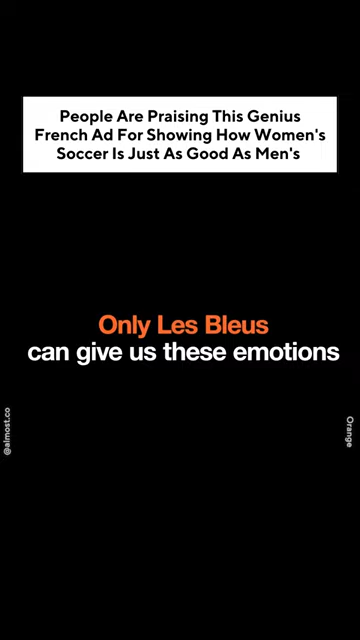 People Are Praising This Genius
French Ad For Showing How Women's
Soccer Is Just As Good As Men's
Only Les Bleus
can give us these emotions
@almost.co
Orange